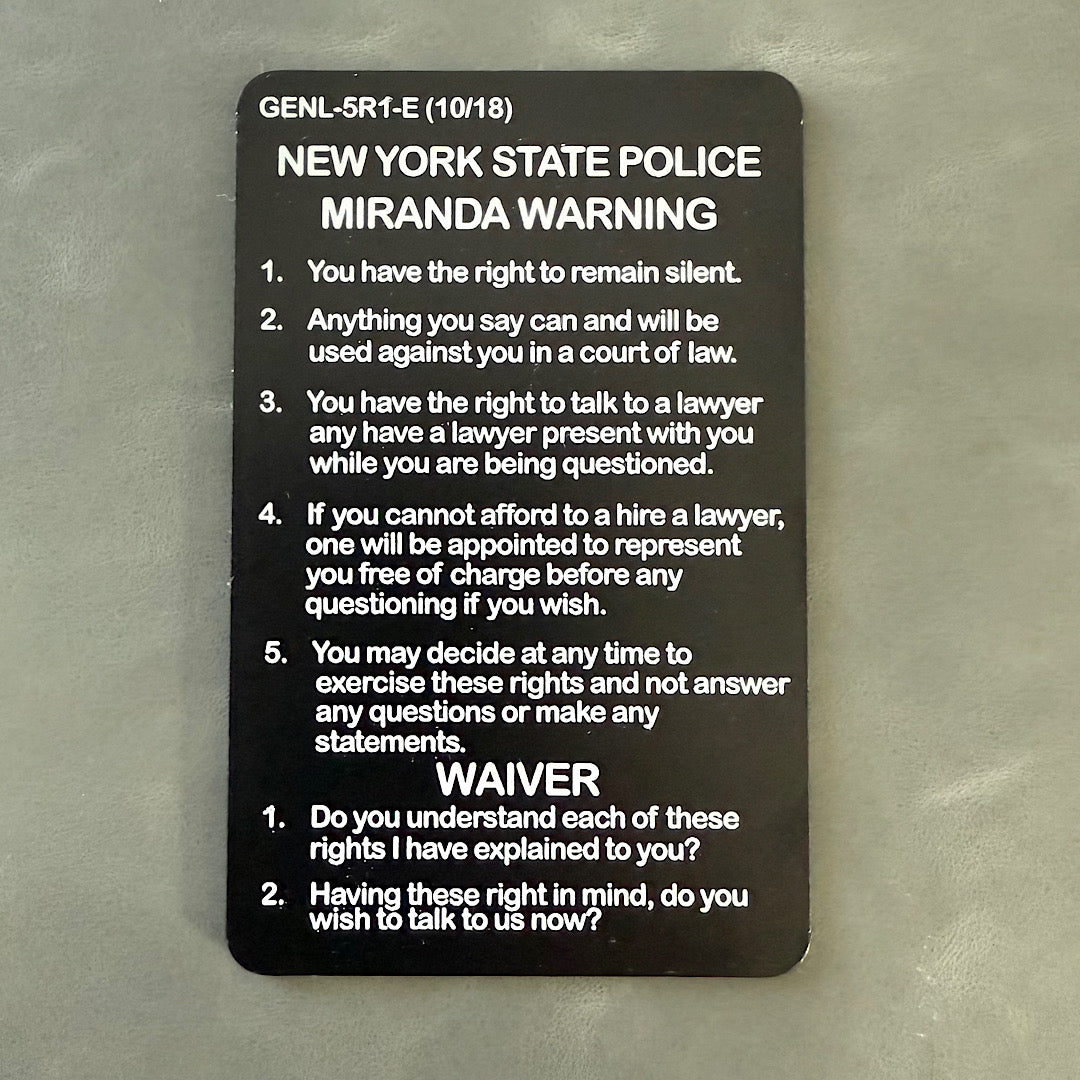 GENL-5R1-E (10/18)
NEW YORK STATE POLICE
MIRANDA WARNING
1. You have the right to remain silent.
2. Anything you say can and will be
used against you in a court of law.
3. You have the right to talk to a lawyer
any have a lawyer present with you
while you are being questioned.
4. If you cannot afford to a hire a lawyer,
one will be appointed to represent
you free of charge before any
questioning if you wish.
5. You may decide at any time to
exercise these rights and not answer
any questions or make any
statements.
WAIVER
1. Do you understand each of these
rights I have explained to you?
2. Having these right in mind, do you
wish to talk to us now?